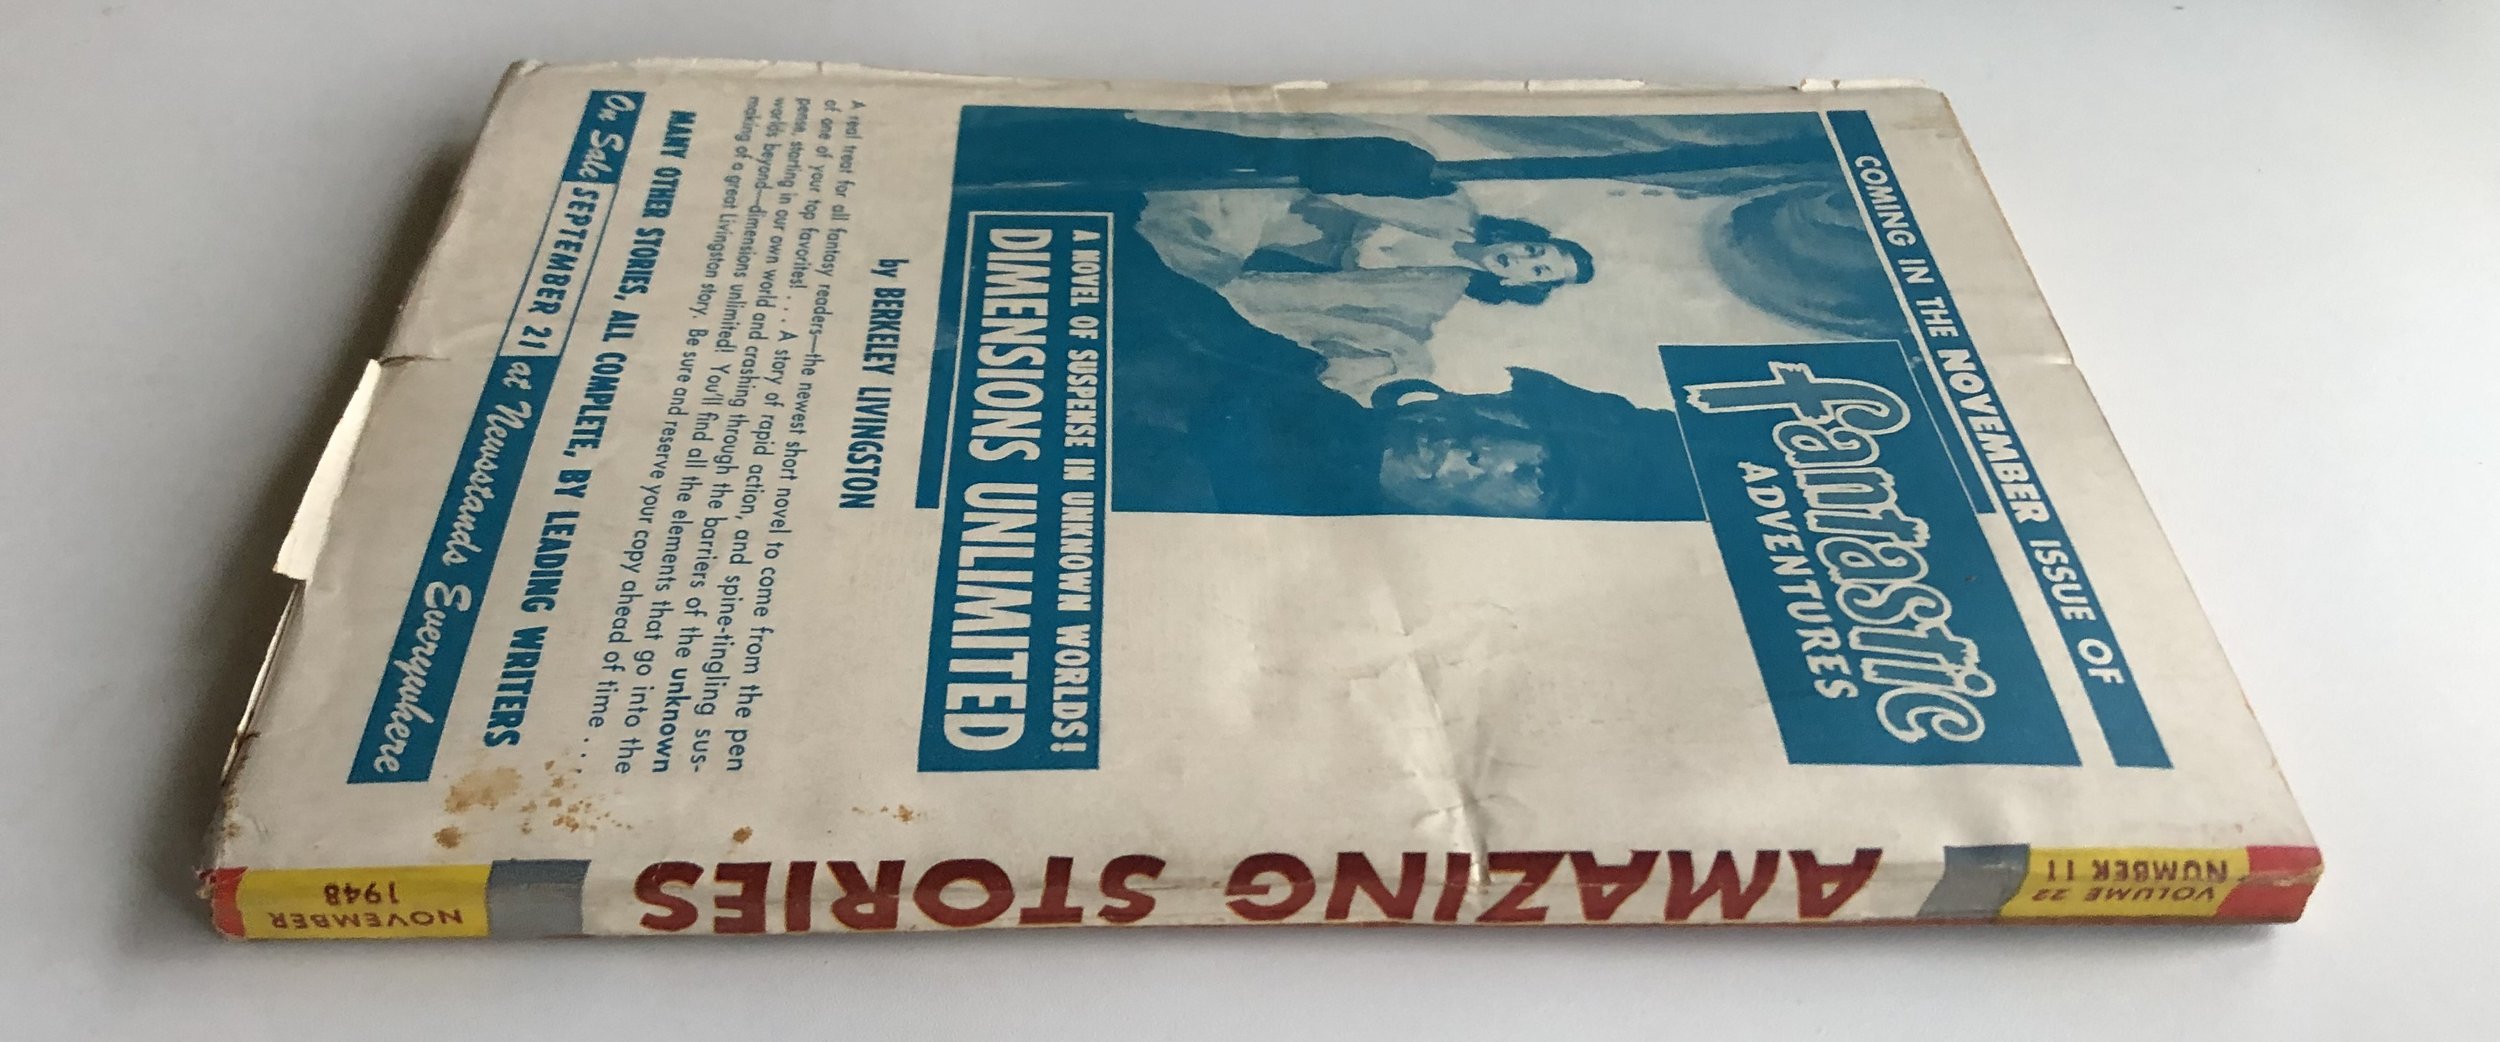 COMING IN THE NOVEMBER ISSUE OF
fantastic
ADVENTURES
A NOVEL OF SUSPENSE IN UNKNOWN WORLDS!
DIMENSIONS UNLIMITED
by BERKELEY LIVINGSTON
A real treat for all fantasy readers—the newest short novel to come from the pen
of one of your top favorites! . . . A story of rapid action, and spine-tingling sus-
pense, starting in our own world and crashing through the barriers of the unknown
worlds beyond—dimensions unlimited! You'll find all the elements that go into the
making of a great Livingston story. Be sure and reserve your copy ahead of time . . .
MANY OTHER STORIES, ALL COMPLETE, BY LEADING WRITERS
On Sale SEPTEMBER 21 at Newsstands Everywhere
VOLUME 22
NUMBER 11
AMAZING STORIES
NOVEMBER
1948